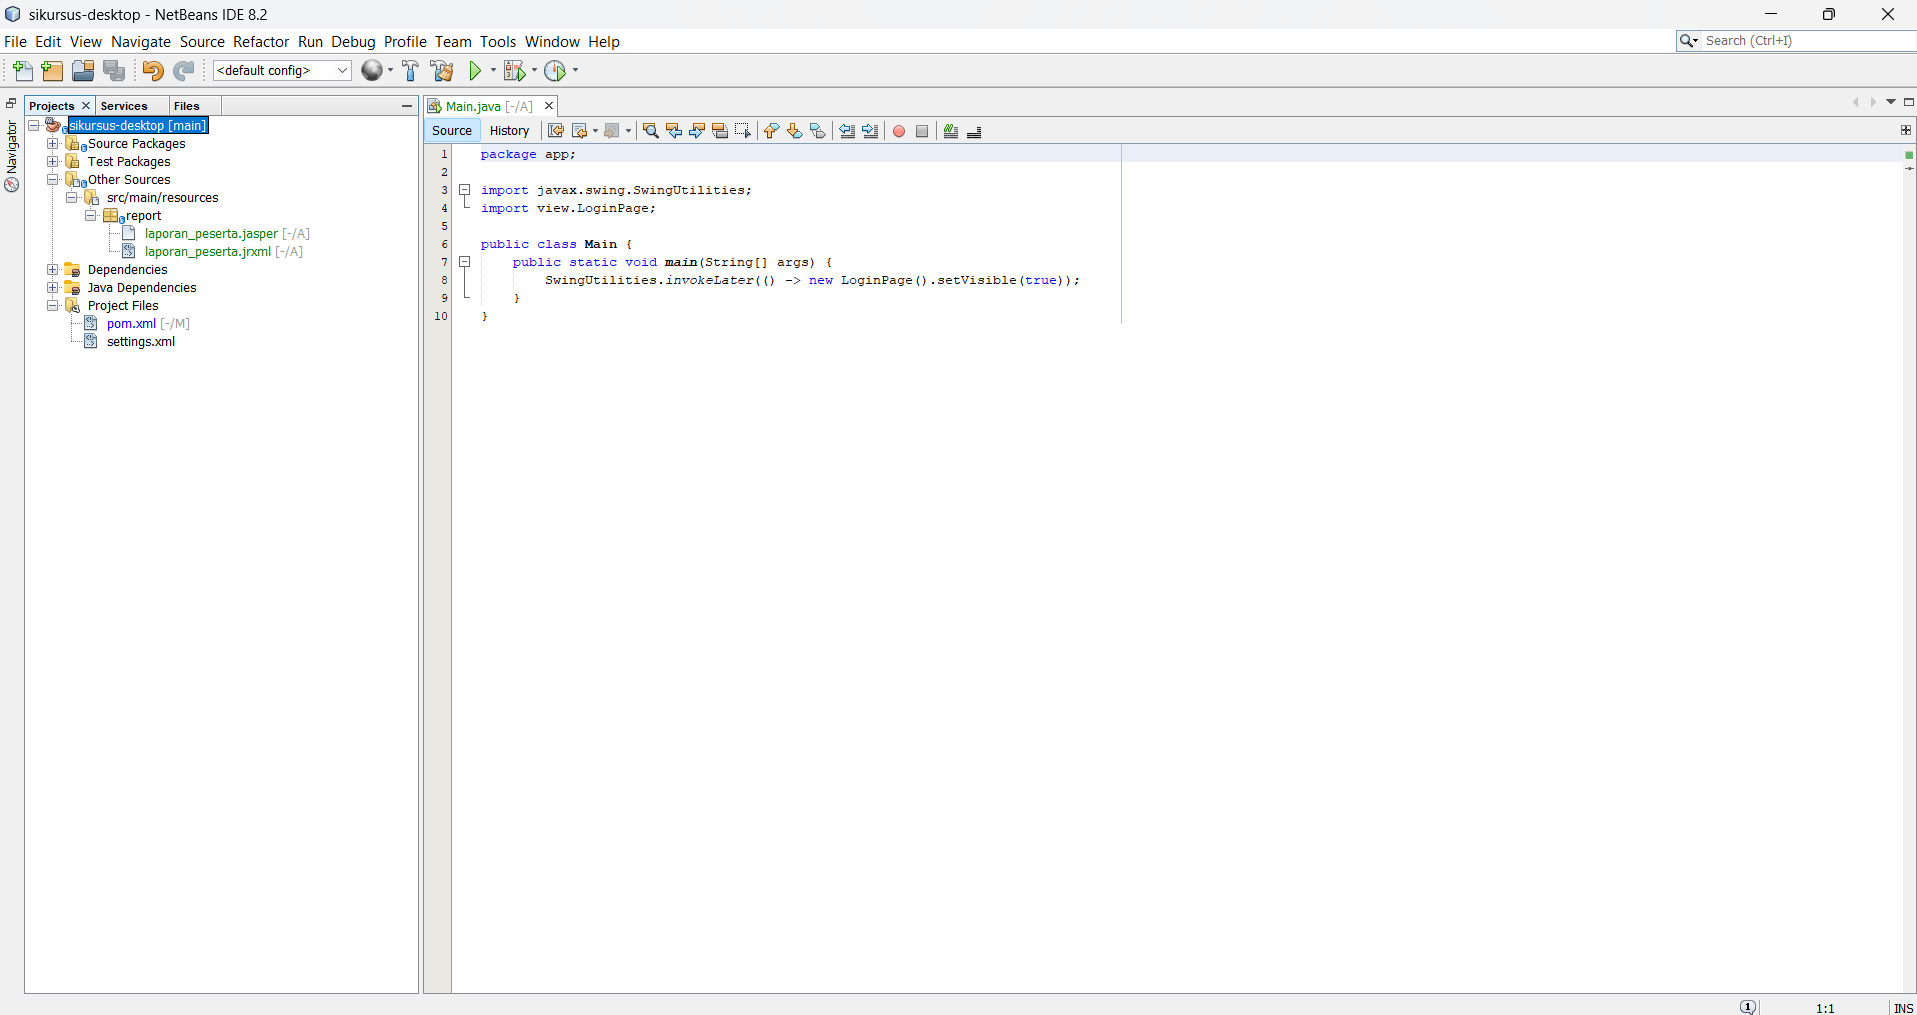 sikursus-desktop - NetBeans IDE 8.2
File Edit View Navigate Source Refactor Run Debug Profile Team Tools Window Help
Search (Ctrl+I)
<default config>
Projects Services Files
Navigator
sikursus-desktop [main]
Source Packages
Test Packages
Other Sources
src/main/resources
report
laporan_peserta.jasper [-/A]
laporan_peserta.jrxml [-/A]
Dependencies
Java Dependencies
Project Files
pom.xml [-/M]
settings.xml
Main.java [-/A]
Source History
1 package app;
2
3 import javax.swing.SwingUtilities;
4 import view.LoginPage;
5
6 public class Main {
7 public static void main(String[] args) {
8 SwingUtilities.invokeLater(() -> new LoginPage().setVisible(true));
9 }
10 }
1 1:1 INS